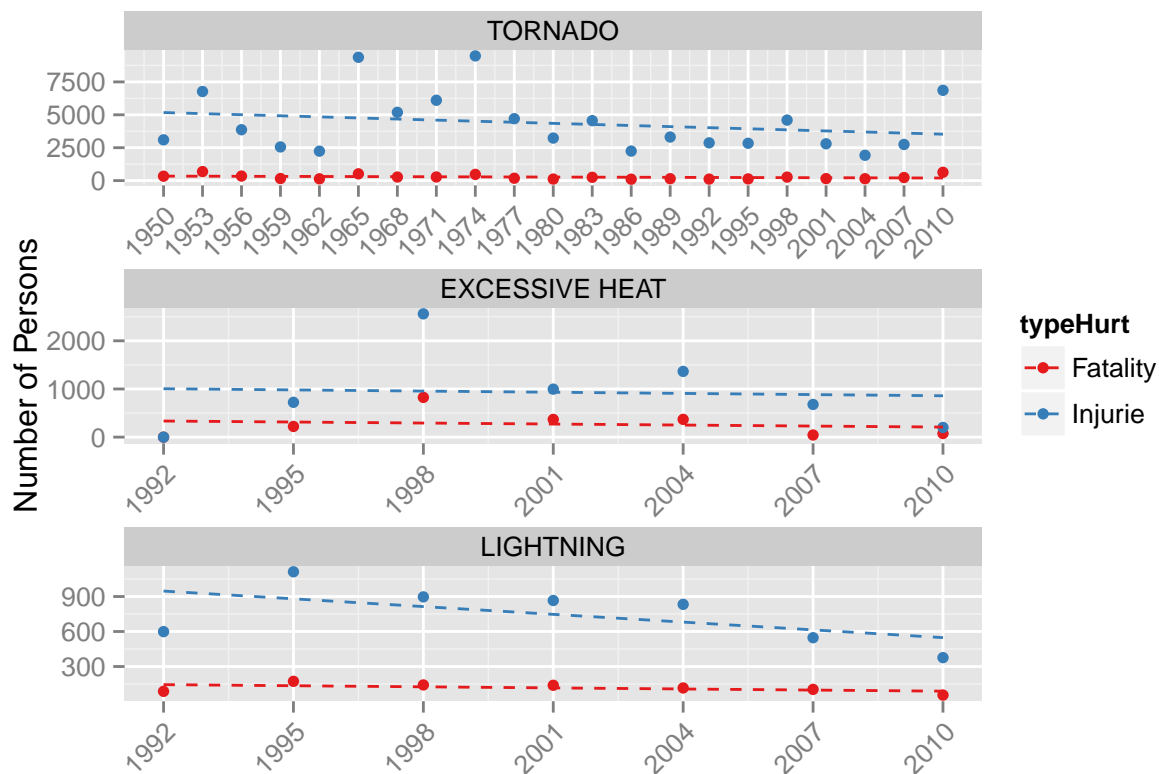 TORNADO
7500
5000
2500
0
1950 1953 1956 1959 1962 1965 1968 1971 1974 1977 1980 1983 1986 1989 1992 1995 1998 2001 2004 2007 2010
Number of Persons
EXCESSIVE HEAT
2000
1000
0
1992 1995 1998 2001 2004 2007 2010
LIGHTNING
900
600
300
1992 1995 1998 2001 2004 2007 2010
typeHurt
Fatality
Injurie